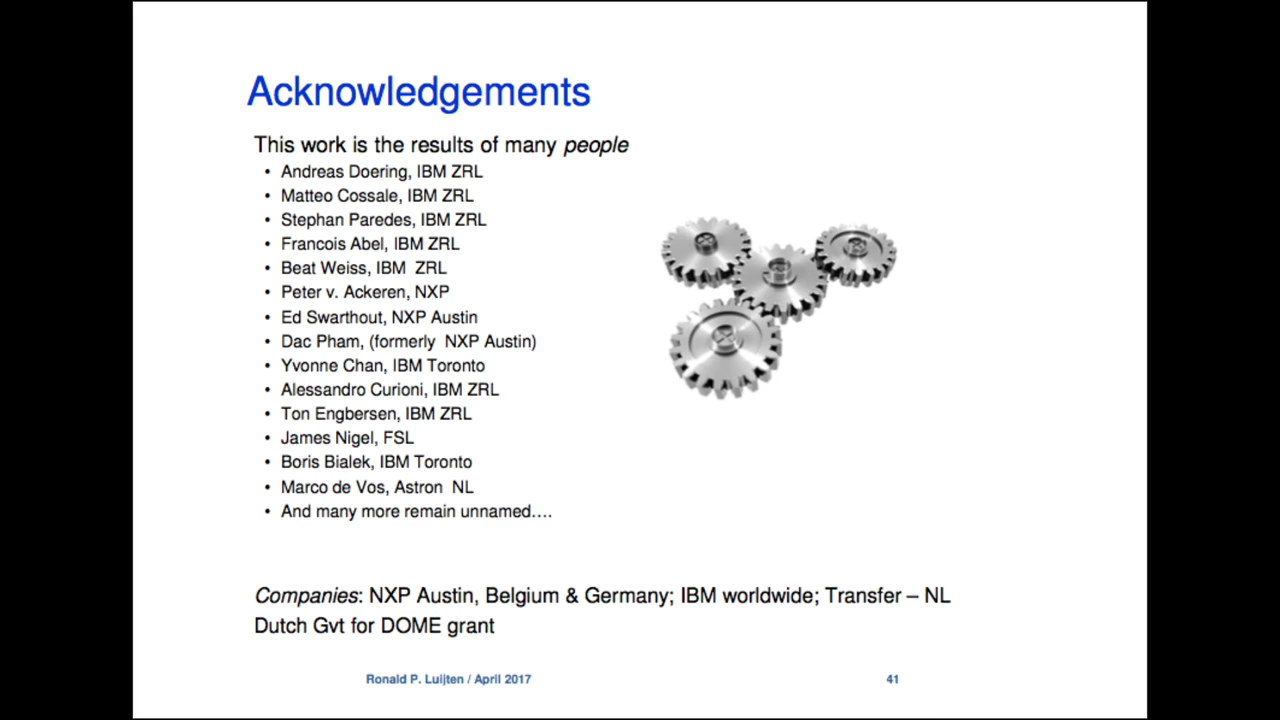 Acknowledgements
This work is the results of many people
• Andreas Doering, IBM ZRL
• Matteo Cossale, IBM ZRL
• Stephan Paredes, IBM ZRL
• Francois Abel, IBM ZRL
• Beat Weiss, IBM  ZRL
• Peter v. Ackeren, NXP
• Ed Swarthout, NXP Austin
• Dac Pham, (formerly  NXP Austin)
• Yvonne Chan, IBM Toronto
• Alessandro Curioni, IBM ZRL
• Ton Engbersen, IBM ZRL
• James Nigel, FSL
• Boris Bialek, IBM Toronto
• Marco de Vos, Astron  NL
• And many more remain unnamed….
Companies: NXP Austin, Belgium & Germany; IBM worldwide; Transfer – NL
Dutch Gvt for DOME grant
Ronald P. Luijten / April 2017
41